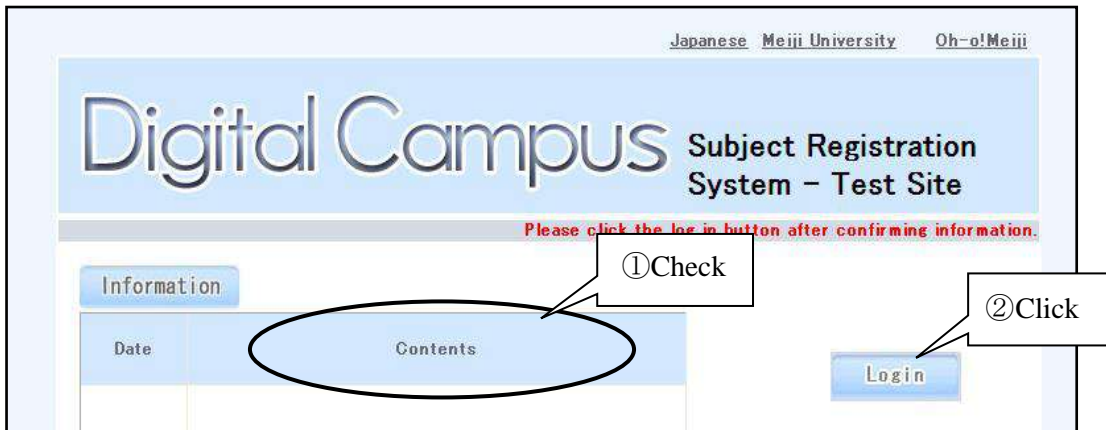 Japanese Meiji University Oh-o!Meiji
Digital Campus
Subject Registration
System - Test Site
Please click the log in button after confirming information.
①Check
Information
②Click
Date Contents
Login